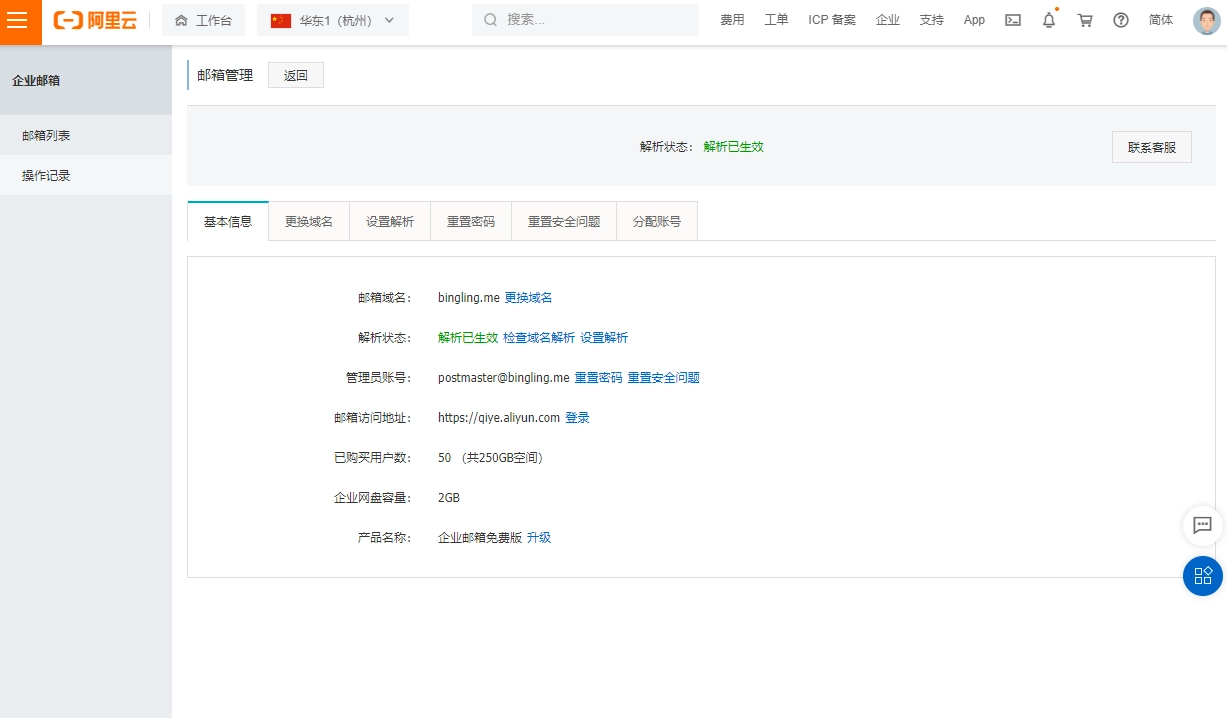 阿里云 工作台 华东1（杭州） 搜索... 费用 工单 ICP 备案 企业 支持 App 简体
企业邮箱
邮箱列表
操作记录
邮箱管理 返回
解析状态： 解析已生效 联系客服
基本信息 更换域名 设置解析 重置密码 重置安全问题 分配账号
邮箱域名： bingling.me 更换域名
解析状态： 解析已生效 检查域名解析 设置解析
管理员账号： postmaster@bingling.me 重置密码 重置安全问题
邮箱访问地址： https://qiye.aliyun.com 登录
已购买用户数： 50 （共250GB空间）
企业网盘容量： 2GB
产品名称： 企业邮箱免费版 升级